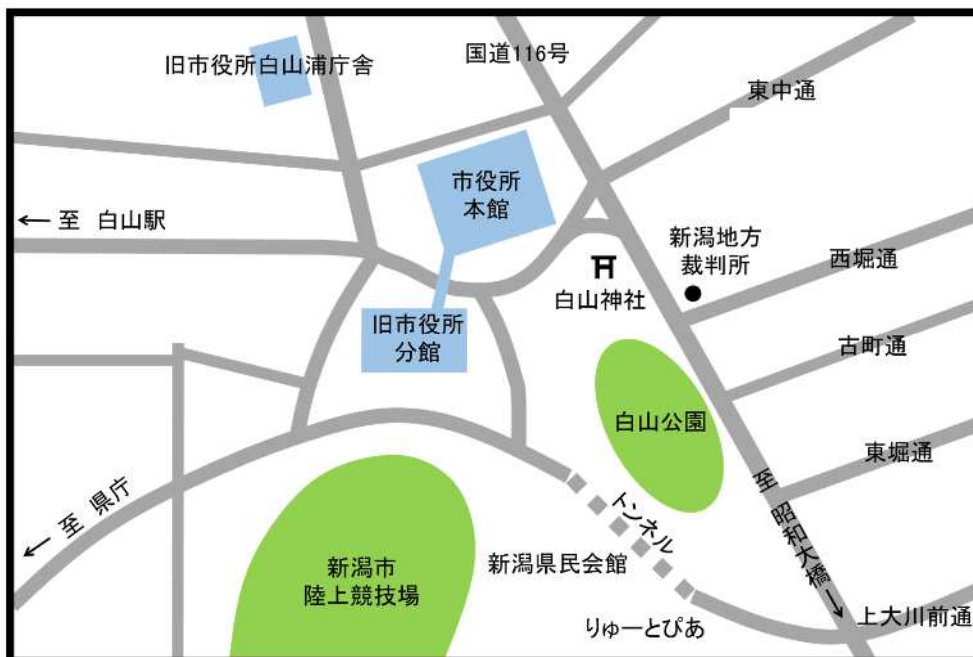 旧市役所白山浦庁舎
国道116号
東中通
市役所
本館
← 至 白山駅
新潟地方
裁判所
西堀通
白山神社
旧市役所
分館
古町通
白山公園
東堀通
← 至 県庁
トンネル
至 昭和大橋 →
新潟市
陸上競技場
新潟県民会館
りゅーとぴあ
上大川前通